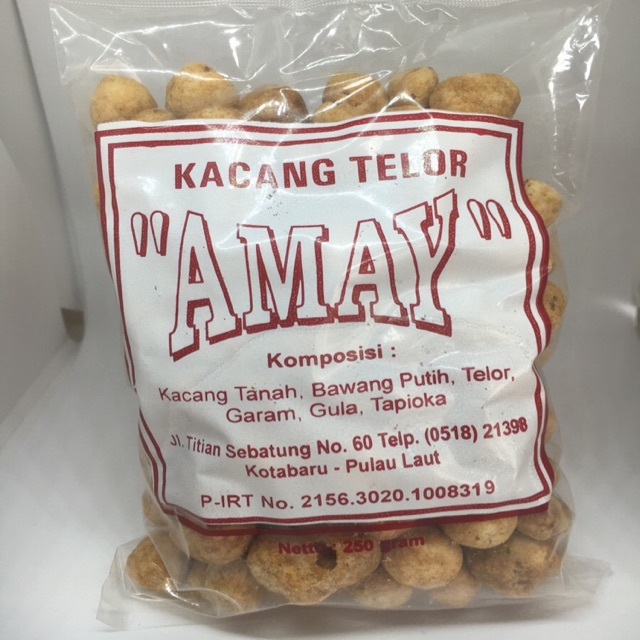 KACANG TELOR
"AMAY"
Komposisi :
Kacang Tanah, Bawang Putih, Telor,
Garam, Gula, Tapioka
Jl. Titian Sebatung No. 60 Telp. (0518) 21398
Kotabaru - Pulau Laut
P-IRT No. 2156.3020.1008319
Netto : 250 gram